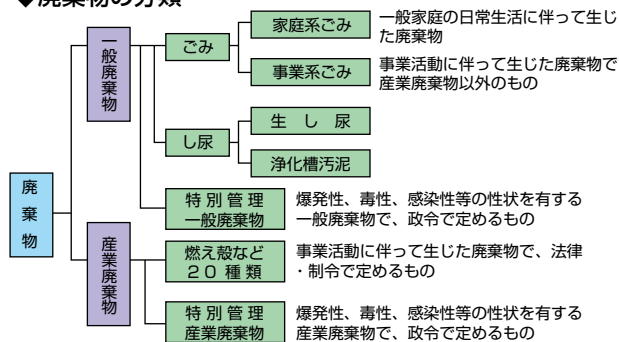 ◆廃棄物の分類
廃棄物
一般廃棄物
ごみ
家庭系ごみ
一般家庭の日常生活に伴って生じ
た廃棄物
事業系ごみ
事業活動に伴って生じた廃棄物で
産業廃棄物以外のもの
し尿
生し尿
浄化槽汚泥
特別管理
一般廃棄物
爆発性、毒性、感染性等の性状を有する
一般廃棄物で、政令で定めるもの
産業廃棄物
燃え殻など
20種類
事業活動に伴って生じた廃棄物で、法律
・制令で定めるもの
特別管理
産業廃棄物
爆発性、毒性、感染性等の性状を有する
産業廃棄物で、政令で定めるもの